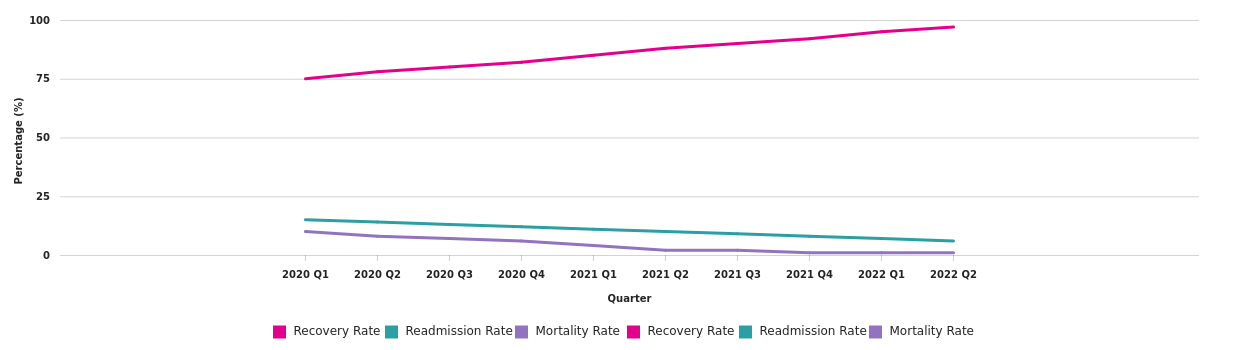 100
75
50
25
0
Percentage (%)
2020 Q1 2020 Q2 2020 Q3 2020 Q4 2021 Q1 2021 Q2 2021 Q3 2021 Q4 2022 Q1 2022 Q2
Quarter
Recovery Rate Readmission Rate Mortality Rate Recovery Rate Readmission Rate Mortality Rate